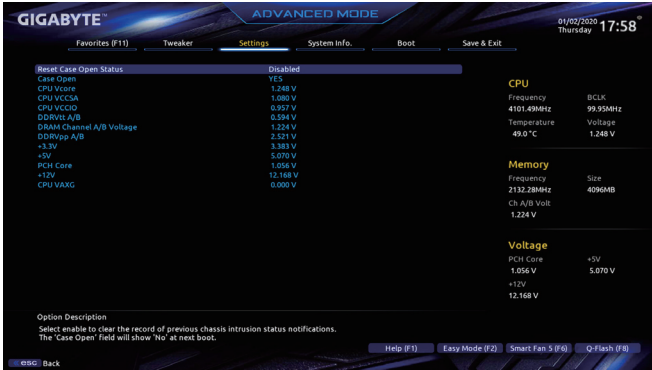 GIGABYTE™
ADVANCED MODE
01/02/2020 Thursday 17:58
Favorites (F11) Tweaker Settings System Info. Boot Save & Exit
Reset Case Open Status Disabled
Case Open YES
CPU Vcore 1.248 V
CPU VCCSA 1.080 V
CPU VCCIO 0.957 V
DDRVtt A/B 0.594 V
DRAM Channel A/B Voltage 1.224 V
DDRVpp A/B 2.521 V
+3.3V 3.383 V
+5V 5.070 V
PCH Core 1.056 V
+12V 12.168 V
CPU VAXG 0.000 V
CPU
Frequency BCLK
4101.49MHz 99.95MHz
Temperature Voltage
49.0 °C 1.248 V
Memory
Frequency Size
2132.28MHz 4096MB
Ch A/B Volt
1.224 V
Voltage
PCH Core +5V
1.056 V 5.070 V
+12V
12.168 V
Option Description
Select enable to clear the record of previous chassis intrusion status notifications.
The 'Case Open' field will show 'No' at next boot.
Help (F1) Easy Mode (F2) Smart Fan 5 (F6) Q-Flash (F8)
esc Back